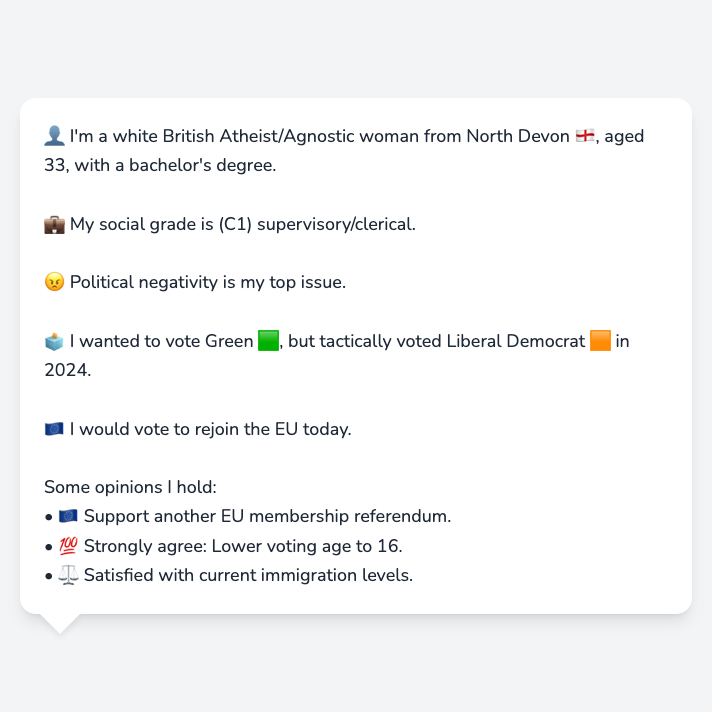 👤 I'm a white British Atheist/Agnostic woman from North Devon 🏴󠁧󠁢󠁥󠁮󠁧󠁿, aged
33, with a bachelor's degree.
💼 My social grade is (C1) supervisory/clerical.
😠 Political negativity is my top issue.
🗳️ I wanted to vote Green 🟩, but tactically voted Liberal Democrat 🟧 in
2024.
🇪🇺 I would vote to rejoin the EU today.
Some opinions I hold:
• 🇪🇺 Support another EU membership referendum.
• 💯 Strongly agree: Lower voting age to 16.
• ⚖️ Satisfied with current immigration levels.